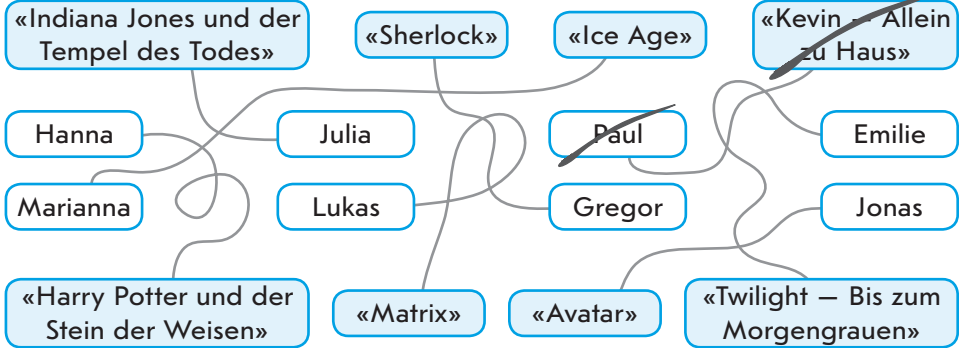 «Indiana Jones und der
Tempel des Todes»
«Sherlock»
«Ice Age»
«Kevin – Allein
zu Haus»
Hanna
Julia
Paul
Emilie
Marianna
Lukas
Gregor
Jonas
«Harry Potter und der
Stein der Weisen»
«Matrix»
«Avatar»
«Twilight – Bis zum
Morgengrauen»